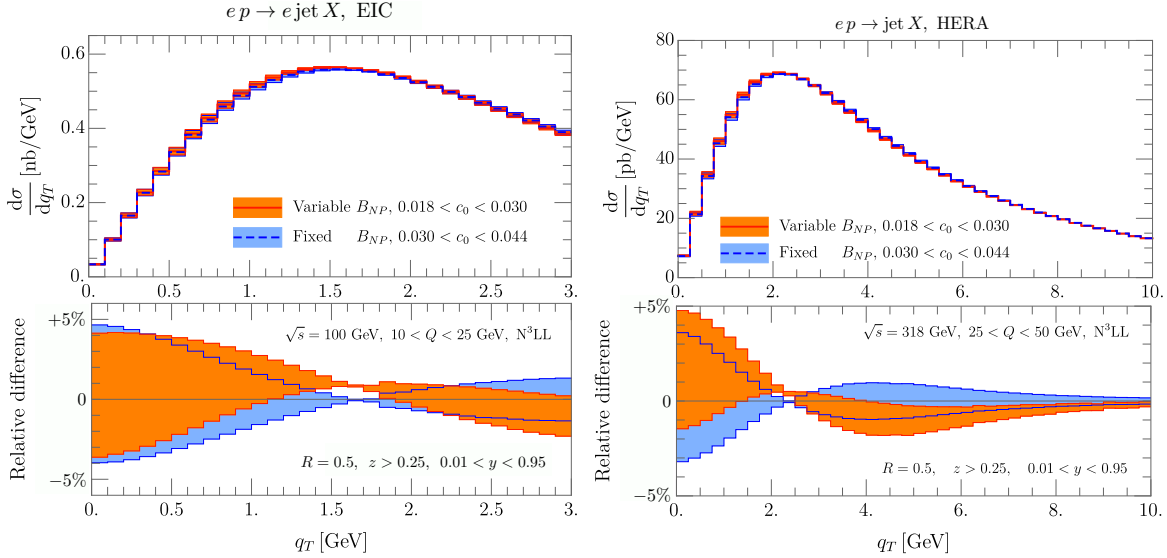 e p → e jet X, EIC
0.6
0.4
0.2
0.
dσ/dq_T [nb/GeV]
Variable B_NP, 0.018 < c_0 < 0.030
Fixed B_NP, 0.030 < c_0 < 0.044
0. 0.5 1.0 1.5 2.0 2.5 3.
+5%
0
−5%
Relative difference
√s = 100 GeV, 10 < Q < 25 GeV, N³LL
R = 0.5, z > 0.25, 0.01 < y < 0.95
0. 0.5 1.0 1.5 2.0 2.5 3.
q_T [GeV]
e p → jet X, HERA
80
60
40
20
0.
dσ/dq_T [pb/GeV]
Variable B_NP, 0.018 < c_0 < 0.030
Fixed B_NP, 0.030 < c_0 < 0.044
0. 2. 4. 6. 8. 10.
+5%
0
−5%
Relative difference
√s = 318 GeV, 25 < Q < 50 GeV, N³LL
R = 0.5, z > 0.25, 0.01 < y < 0.95
0. 2. 4. 6. 8. 10.
q_T [GeV]